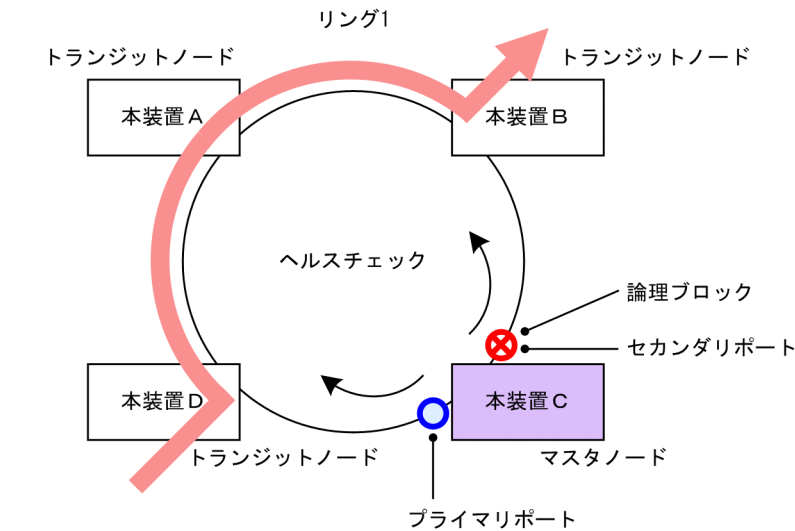 リング1
トランジットノード
トランジットノード
本装置A
本装置B
ヘルスチェック
論理ブロック
セカンダリポート
本装置D
本装置C
トランジットノード
マスタノード
プライマリポート